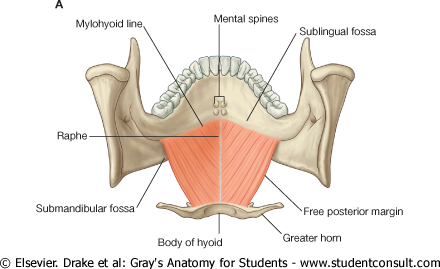 A
Mylohyoid line
Mental spines
Sublingual fossa
Raphe
Submandibular fossa
Free posterior margin
Greater horn
Body of hyoid
© Elsevier. Drake et al: Gray's Anatomy for Students - www.studentconsult.com